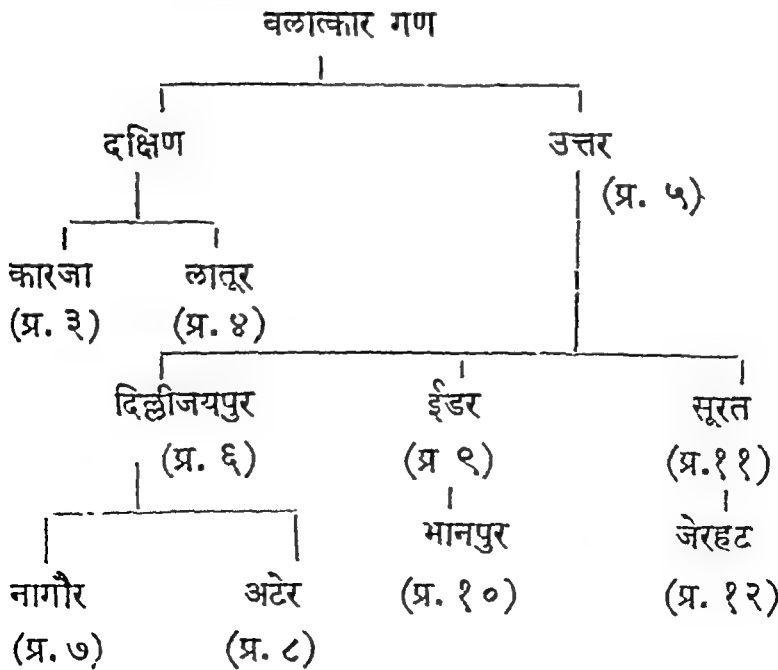 बलात्कार गण
दक्षिण उत्तर
(प्र. ५)
कारजा लातूर
(प्र. ३) (प्र. ४)
दिल्लीजयपुर ईडर सूरत
(प्र. ६) (प्र ९) (प्र.११)
भानपुर जेरहट
नागौर अटेर (प्र. १०) (प्र. १२)
(प्र. ७) (प्र. ८)